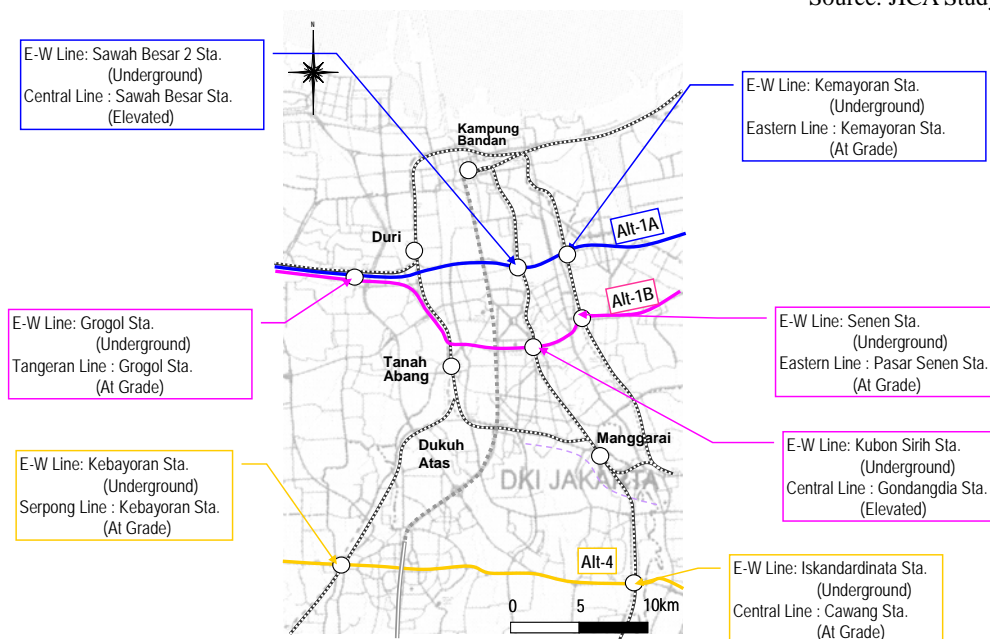 Source: JICA Study
E-W Line: Sawah Besar 2 Sta.
(Underground)
Central Line : Sawah Besar Sta.
(Elevated)
N
E-W Line: Kemayoran Sta.
(Underground)
Eastern Line : Kemayoran Sta.
(At Grade)
Kampung
Bandan
Duri
Alt-1A
Alt-1B
E-W Line: Grogol Sta.
(Underground)
Tangeran Line : Grogol Sta.
(At Grade)
E-W Line: Senen Sta.
(Underground)
Eastern Line : Pasar Senen Sta.
(At Grade)
Tanah
Abang
Dukuh
Atas
Manggarai
DKI JAKARTA
E-W Line: Kubon Sirih Sta.
(Underground)
Central Line : Gondangdia Sta.
(Elevated)
E-W Line: Kebayoran Sta.
(Underground)
Serpong Line : Kebayoran Sta.
(At Grade)
Alt-4
E-W Line: Iskandardinata Sta.
(Underground)
Central Line : Cawang Sta.
(At Grade)
0 5 10km